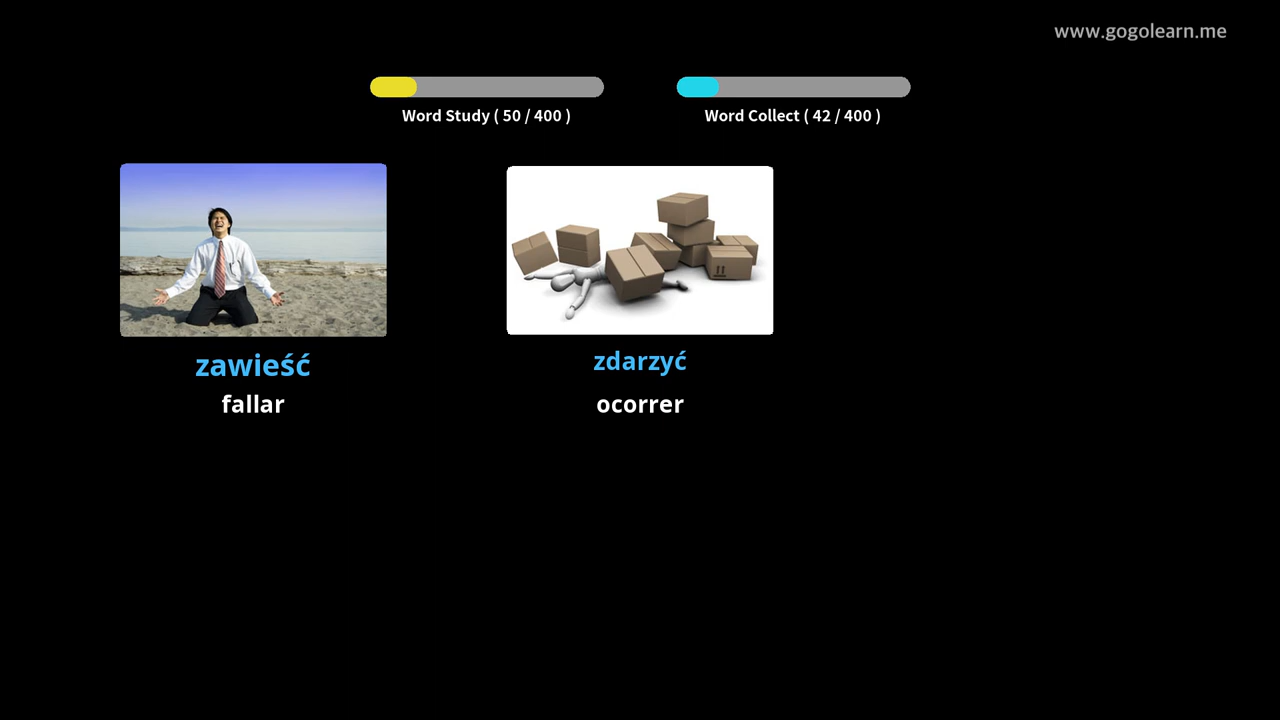 www.gogolearn.me
Word Study ( 50 / 400 )
Word Collect ( 42 / 400 )
zawieść
fallar
zdarzyć
ocorrer